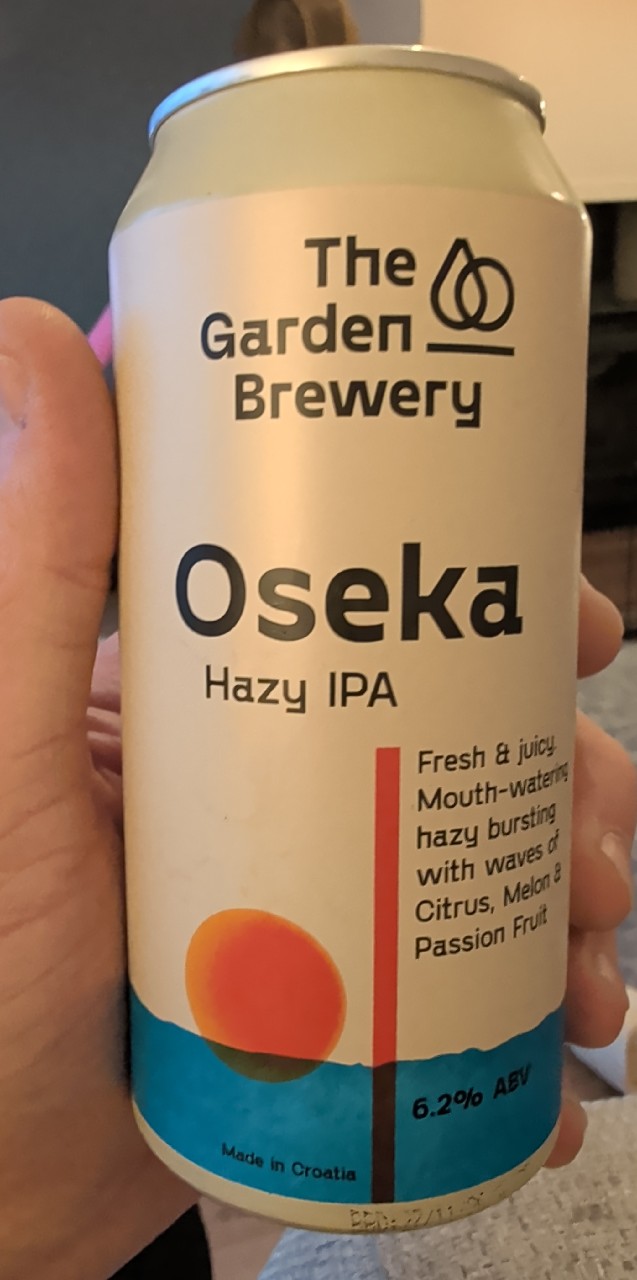 The
Garden
Brewery
Oseka
Hazy IPA
Fresh & juicy.
Mouth-watering
hazy bursting
with waves of
Citrus, Melon &
Passion Fruit
6.2% ABV
Made in Croatia